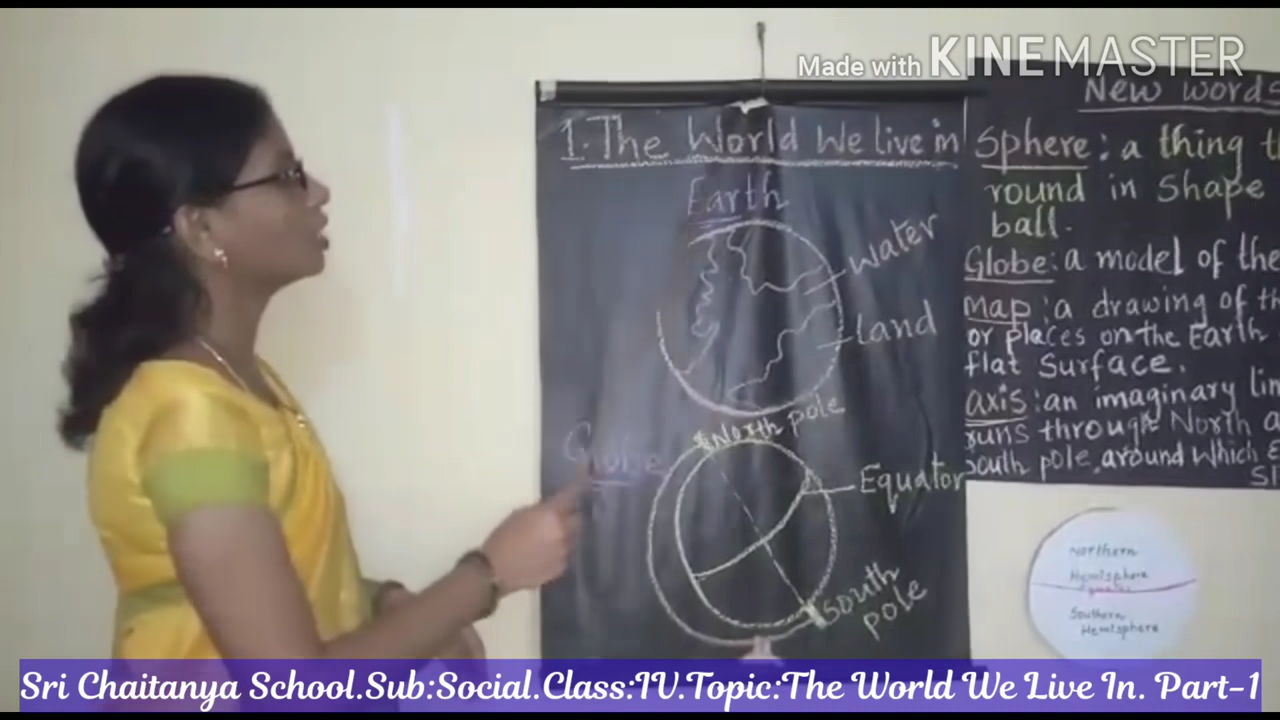 Made with KINEMASTER
New words
1. The World We live in
Earth
water
Land
Globe
North pole
Equator
South pole
Sphere: a thing
round in Shape
ball.
Globe: a model of the
map: a drawing of
or places on the Earth
flat Surface.
axis: an imaginary
runs through North
South pole, around which
Northern
Hemisphere
Southern
Hemisphere
Sri Chaitanya School.Sub:Social.Class:IV.Topic:The World We Live In. Part-1